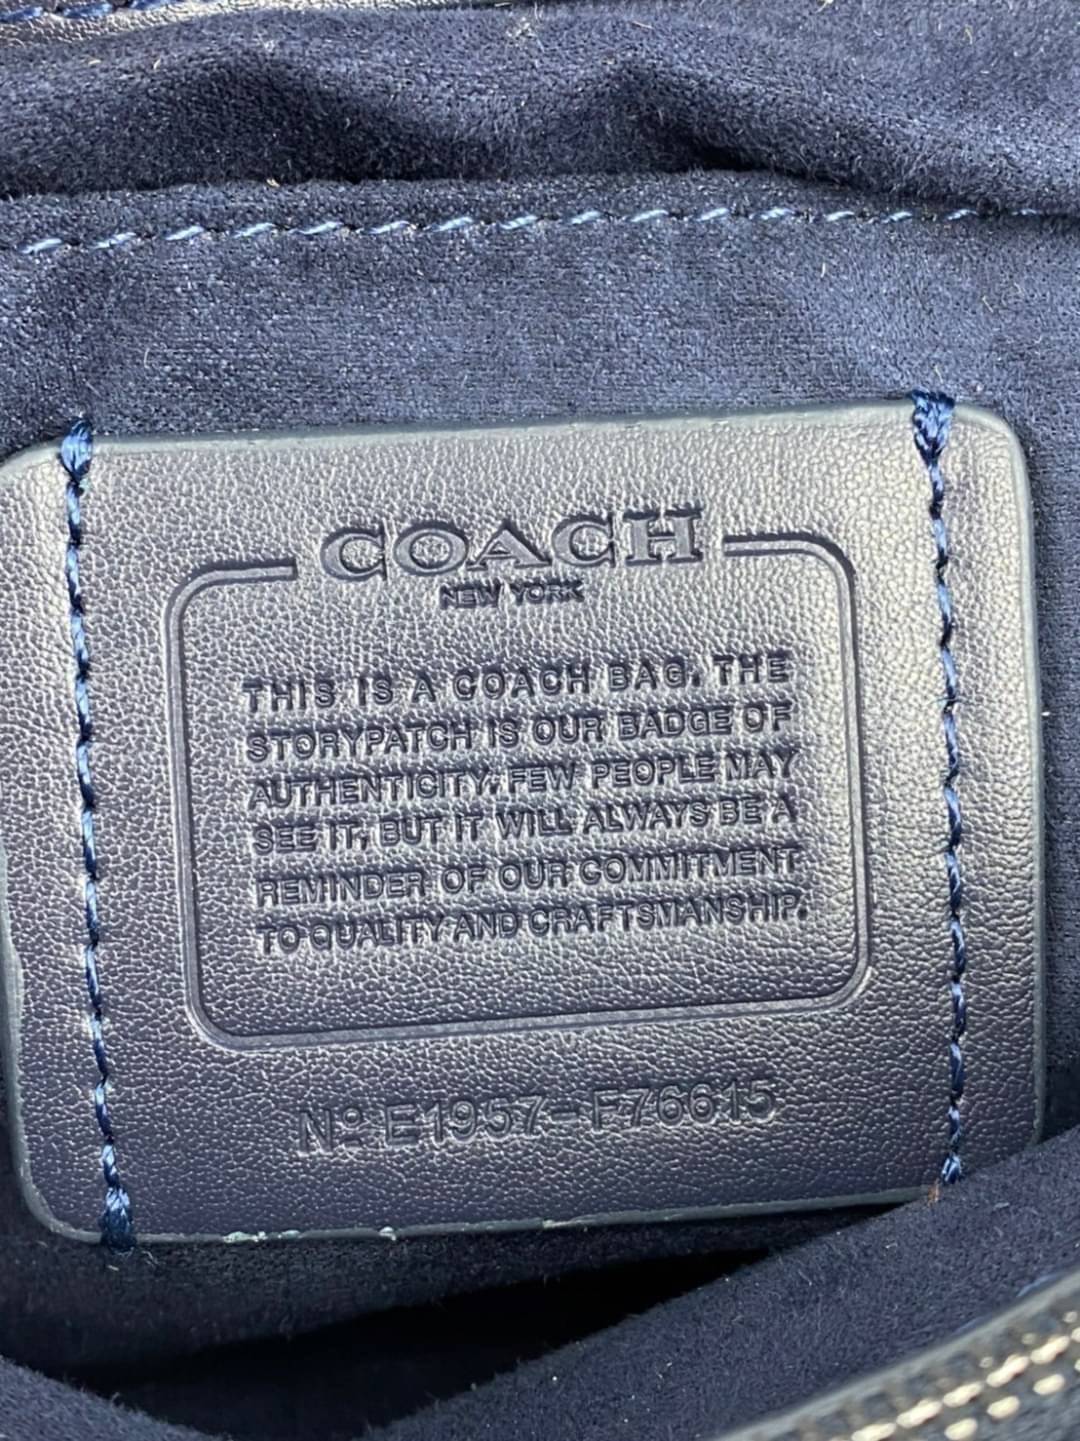 COACH
NEW YORK
THIS IS A COACH BAG. THE
STORYPATCH IS OUR BADGE OF
AUTHENTICITY. FEW PEOPLE MAY
SEE IT, BUT IT WILL ALWAYS BE A
REMINDER OF OUR COMMITMENT
TO QUALITY AND CRAFTSMANSHIP.
Nº E1957-F76615